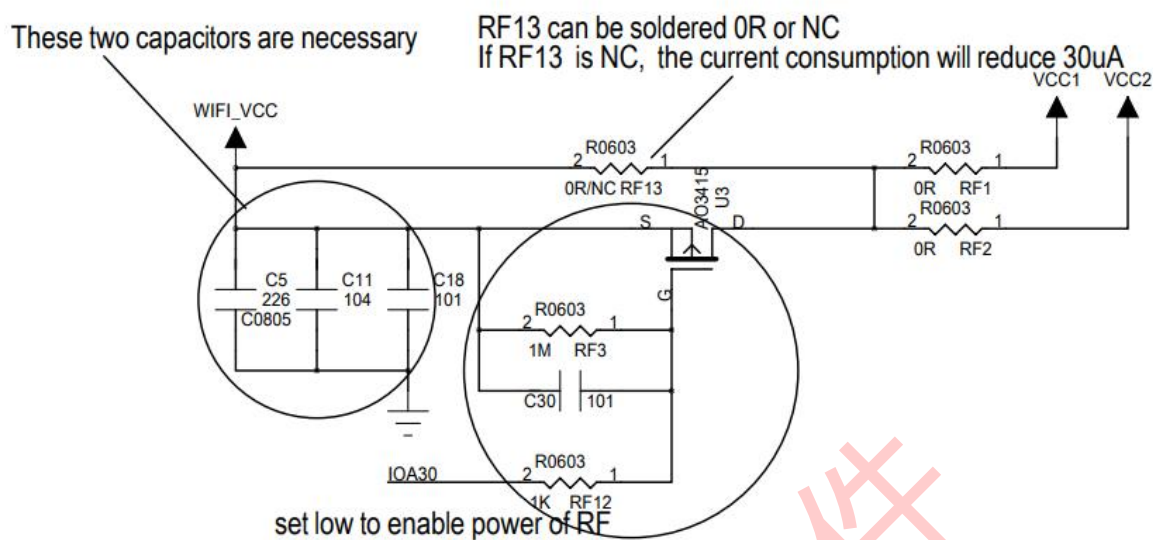 RF13 can be soldered 0R or NC
These two capacitors are necessary
If RF13 is NC, the current consumption will reduce 30uA
VCC1 VCC2
WIFI_VCC
R0603 R0603
2 1 2 1
0R/NC RF13 0R RF1
AO3415
U3
R0603
S D 2 1
0R RF2
G
C5 C11 C18
226 104 101
C0805
R0603
2 1
1M RF3
C30 101
R0603
IOA30 2 1
1K RF12
set low to enable power of RF
件